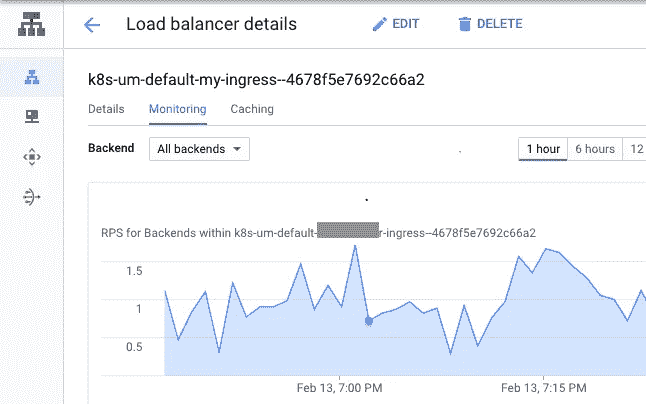 Load balancer details EDIT DELETE
k8s-um-default-my-ingress--4678f5e7692c66a2
Details Monitoring Caching
Backend All backends 1 hour 6 hours 12
RPS for Backends within k8s-um-default- r-ingress--4678f5e7692c66a2
1.5
1
0.5
Feb 13, 7:00 PM Feb 13, 7:15 PM